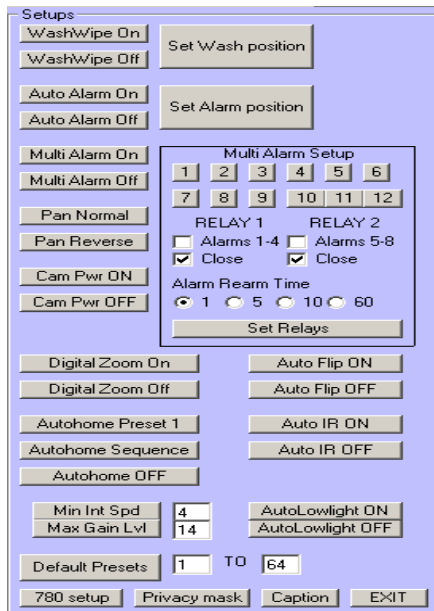 Setups
WashWipe On
Set Wash position
WashWipe Off
Auto Alarm On
Set Alarm position
Auto Alarm Off
Multi Alarm On
Multi Alarm Off
Multi Alarm Setup
1 2 3 4 5 6
7 8 9 10 11 12
RELAY 1 RELAY 2
Alarms 1-4 Alarms 5-8
Close Close
Alarm Rearm Time
1 5 10 60
Set Relays
Pan Normal
Pan Reverse
Cam Pwr ON
Cam Pwr OFF
Digital Zoom On Auto Flip ON
Digital Zoom Off Auto Flip OFF
Autohome Preset 1 Auto IR ON
Autohome Sequence Auto IR OFF
Autohome OFF
Min Int Spd 4 AutoLowlight ON
Max Gain Lvl 14 AutoLowlight OFF
Default Presets 1 TO 64
780 setup Privacy mask Caption EXIT